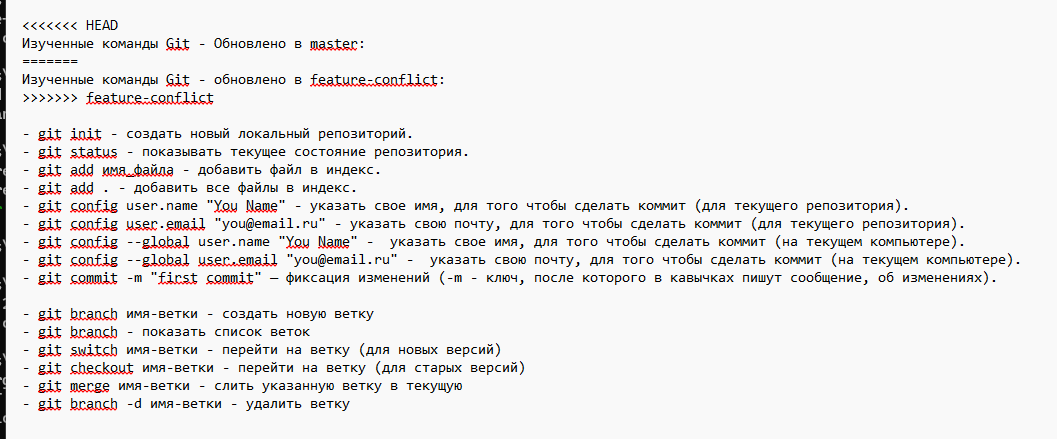 <<<<<<< HEAD
Изученные команды Git - Обновлено в master:
=======
Изученные команды Git - обновлено в feature-conflict:
>>>>>>> feature-conflict
- git init - создать новый локальный репозиторий.
- git status - показывать текущее состояние репозитория.
- git add имя_файла - добавить файл в индекс.
- git add . - добавить все файлы в индекс.
- git config user.name "You Name" - указать свое имя, для того чтобы сделать коммит (для текущего репозитория).
- git config user.email "you@email.ru" - указать свою почту, для того чтобы сделать коммит (для текущего репозитория).
- git config --global user.name "You Name" -  указать свое имя, для того чтобы сделать коммит (на текущем компьютере).
- git config --global user.email "you@email.ru" -  указать свою почту, для того чтобы сделать коммит (на текущем компьютере).
- git commit -m "first commit" — фиксация изменений (-m - ключ, после которого в кавычках пишут сообщение, об изменениях).
- git branch имя-ветки - создать новую ветку
- git branch - показать список веток
- git switch имя-ветки - перейти на ветку (для новых версий)
- git checkout имя-ветки - перейти на ветку (для старых версий)
- git merge имя-ветки - слить указанную ветку в текущую
- git branch -d имя-ветки - удалить ветку